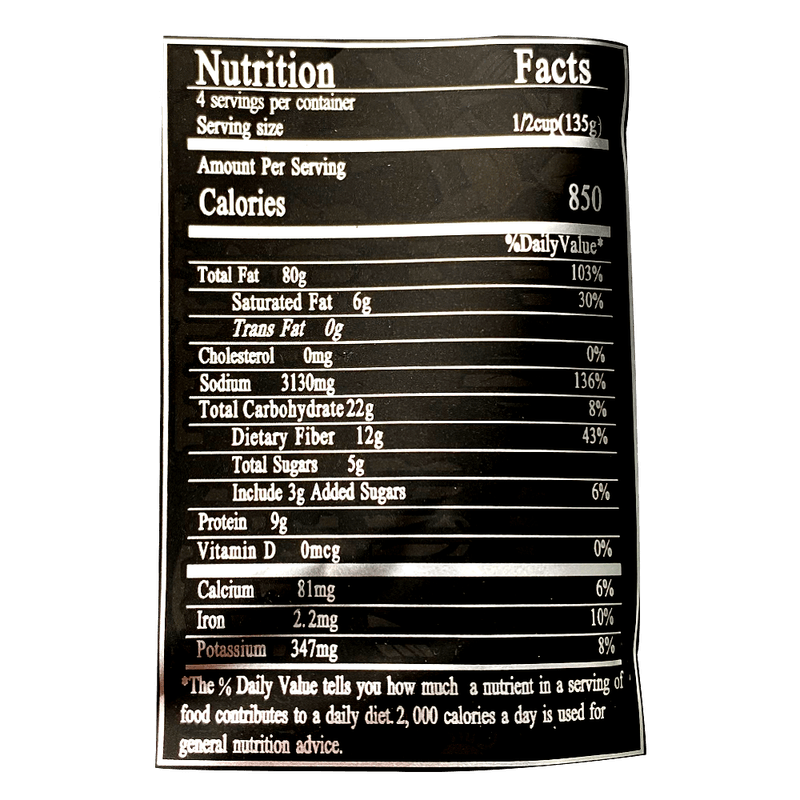 Nutrition Facts
4 servings per container
Serving size 1/2cup(135g)
Amount Per Serving
Calories 850
%DailyValue*
Total Fat 80g 103%
Saturated Fat 6g 30%
Trans Fat 0g
Cholesterol 0mg 0%
Sodium 3130mg 136%
Total Carbohydrate 22g 8%
Dietary Fiber 12g 43%
Total Sugars 5g
Include 3g Added Sugars 6%
Protein 9g
Vitamin D 0mcg 0%
Calcium 81mg 6%
Iron 2.2mg 10%
Potassium 347mg 8%
*The % Daily Value tells you how much a nutrient in a serving of
food contributes to a daily diet.2,000 calories a day is used for
general nutrition advice.